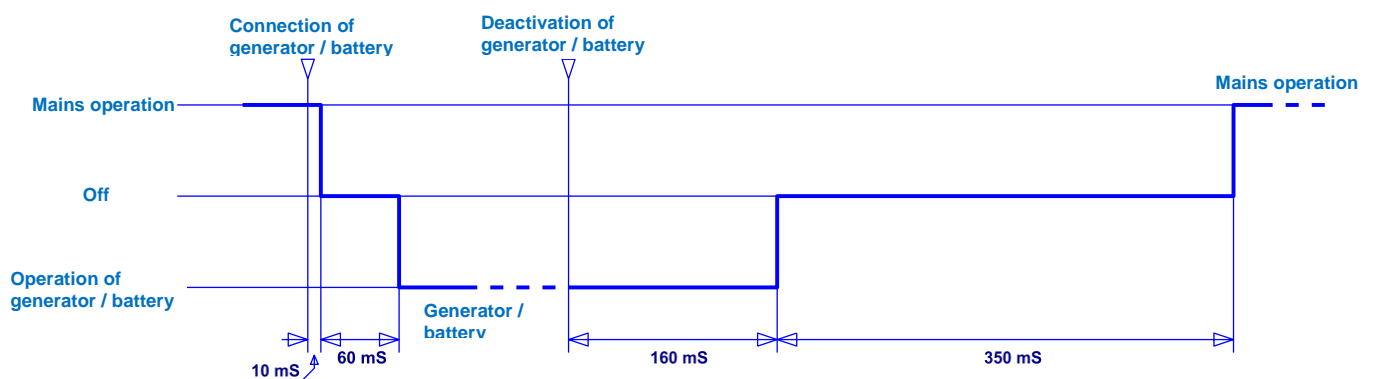 Connection of
generator / battery
Deactivation of
generator / battery
Mains operation
Mains operation
Off
Operation of
generator / battery
Generator /
battery
10 mS
60 mS
160 mS
350 mS